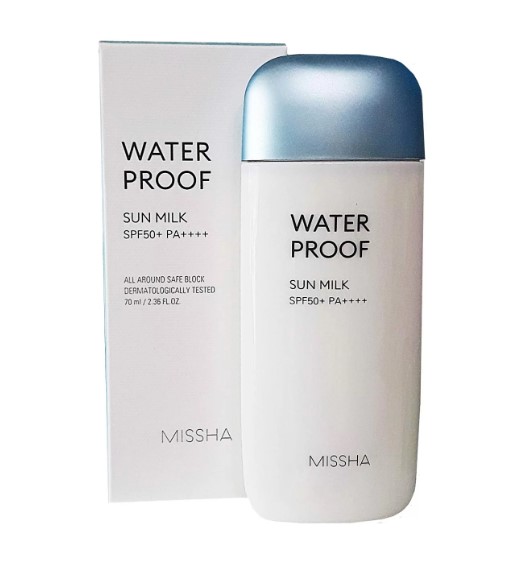 WATER
PROOF
SUN MILK
SPF50+ PA++++
ALL AROUND SAFE BLOCK
DERMATOLOGICALLY TESTED
70 ml / 2.36 FL.OZ.
MISSHA
WATER
PROOF
SUN MILK
SPF50+ PA++++
MISSHA